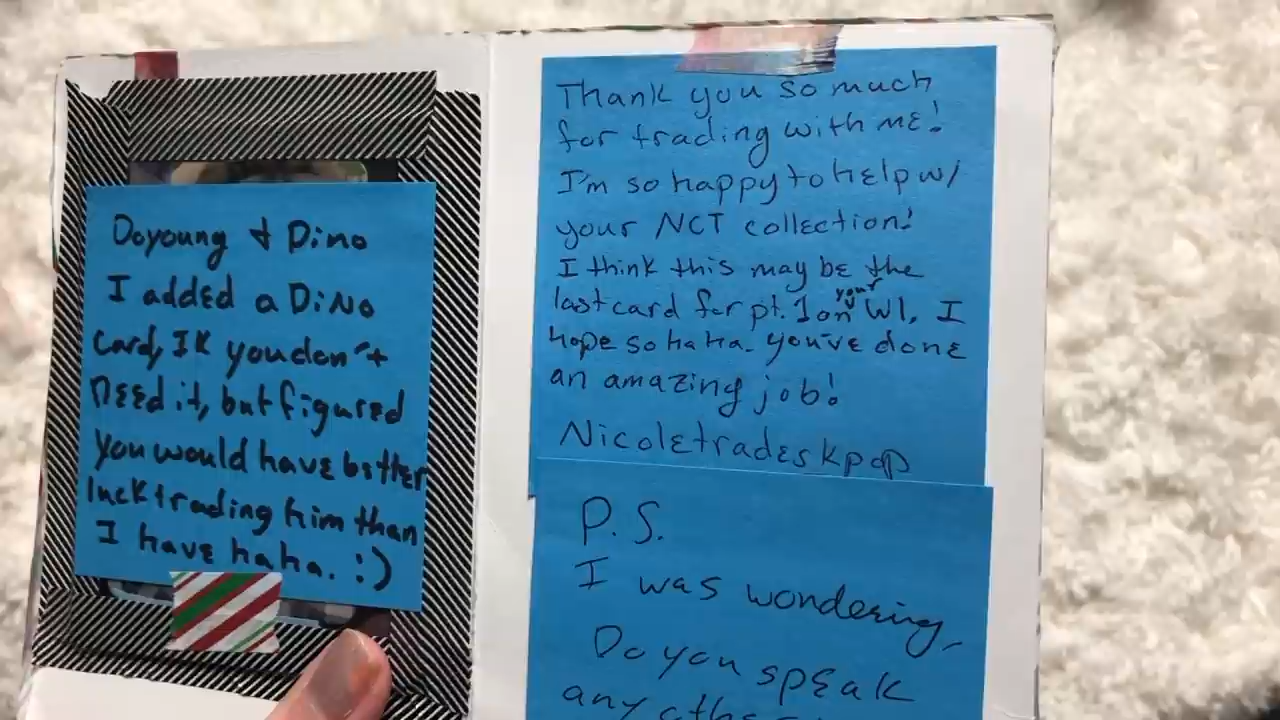 Doyoung + Dino
I added a DiNo
card, IK you don't
need it, but figured
you would have better
luck trading him than
I have haha. :)
Thank you so much
for trading with me!
I'm so happy to help w/
your NCT collection!
I think this may be the
last card for pt. 1 on your WL, I
hope so haha. you've done
an amazing job!
Nicoletradeskpop
P.S.
I was wondering,
Do you speak
any